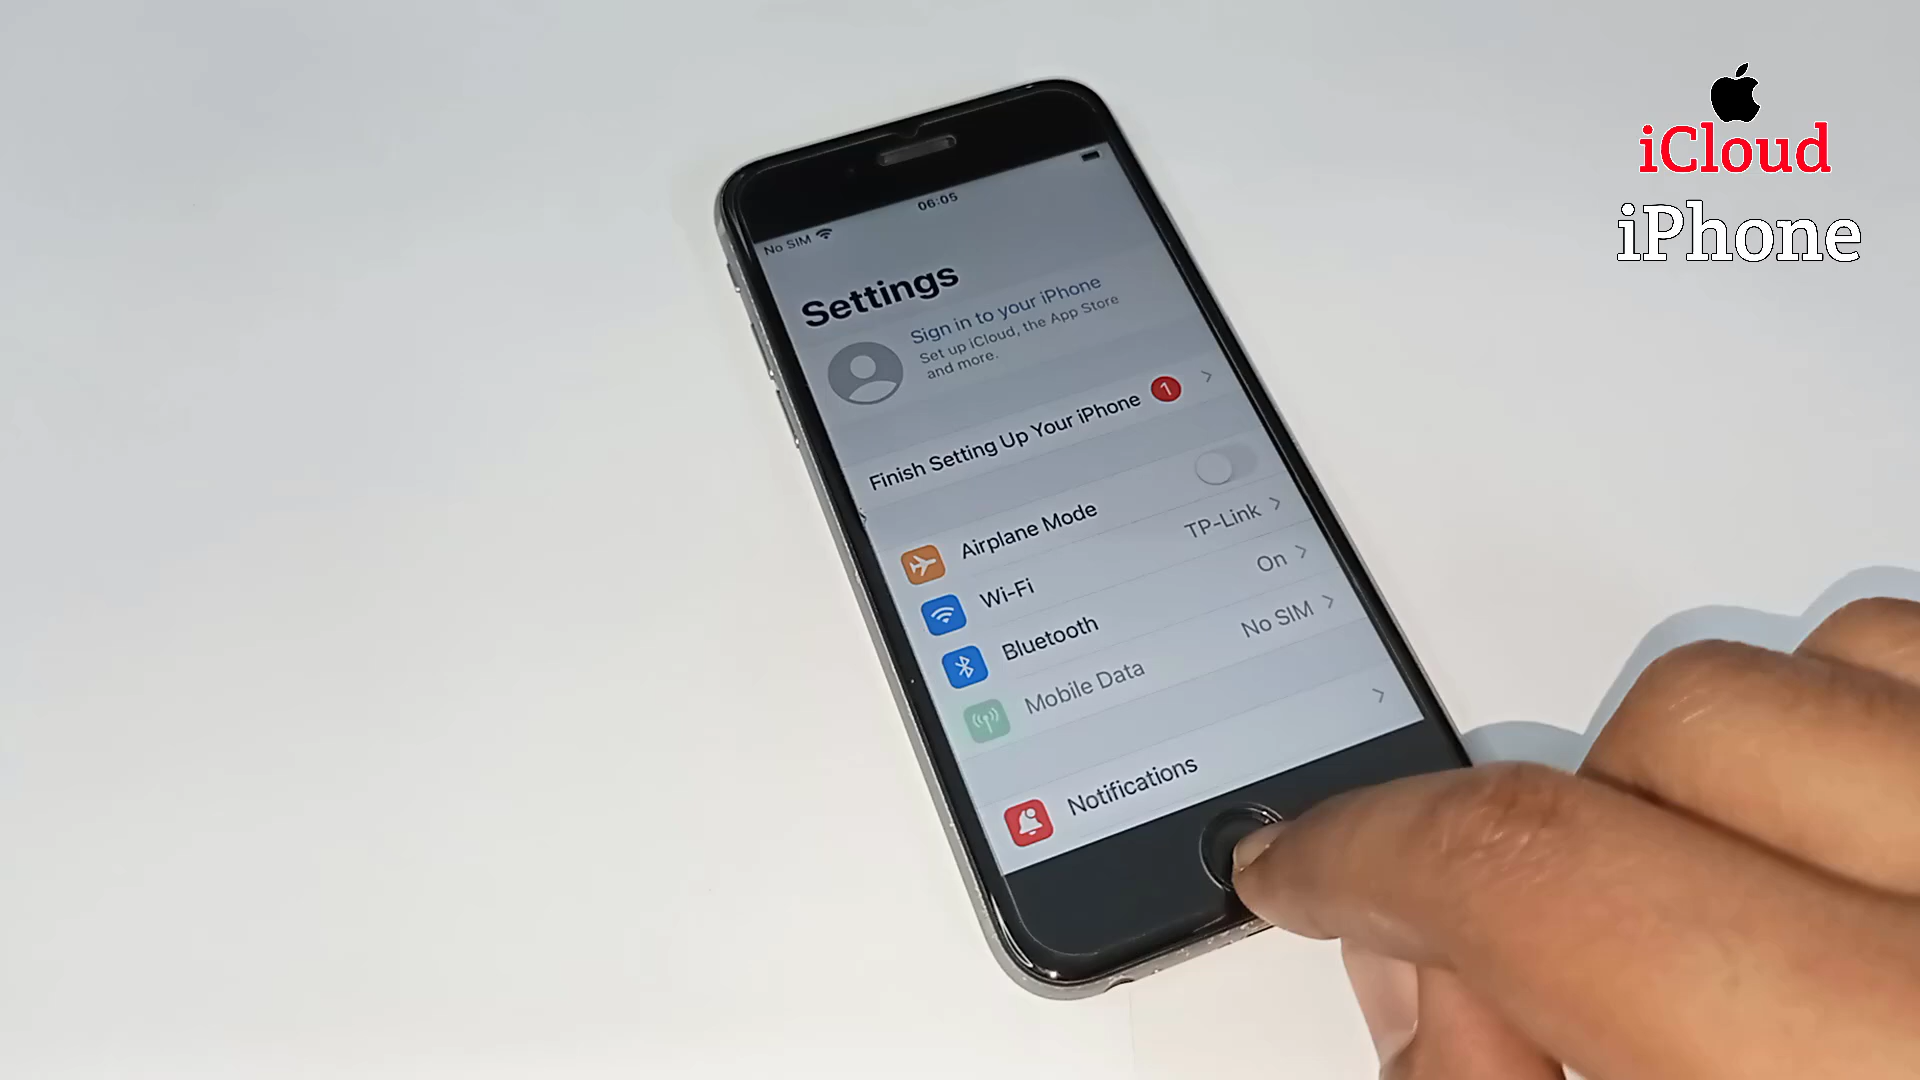 iCloud
iPhone
06:05
No SIM
Settings
Sign in to your iPhone
Set up iCloud, the App Store
and more.
Finish Setting Up Your iPhone 1
Airplane Mode
Wi-Fi TP-Link
Bluetooth On
Mobile Data No SIM
Notifications